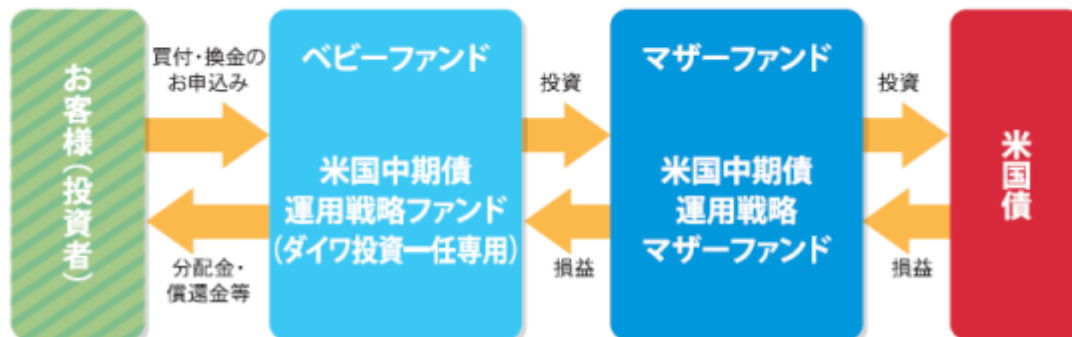 お客様（投資者）
買付・換金の
お申込み
分配金・
償還金等
ベビーファンド
米国中期債
運用戦略ファンド
（ダイワ投資一任専用）
投資
損益
マザーファンド
米国中期債
運用戦略
マザーファンド
投資
損益
米国債